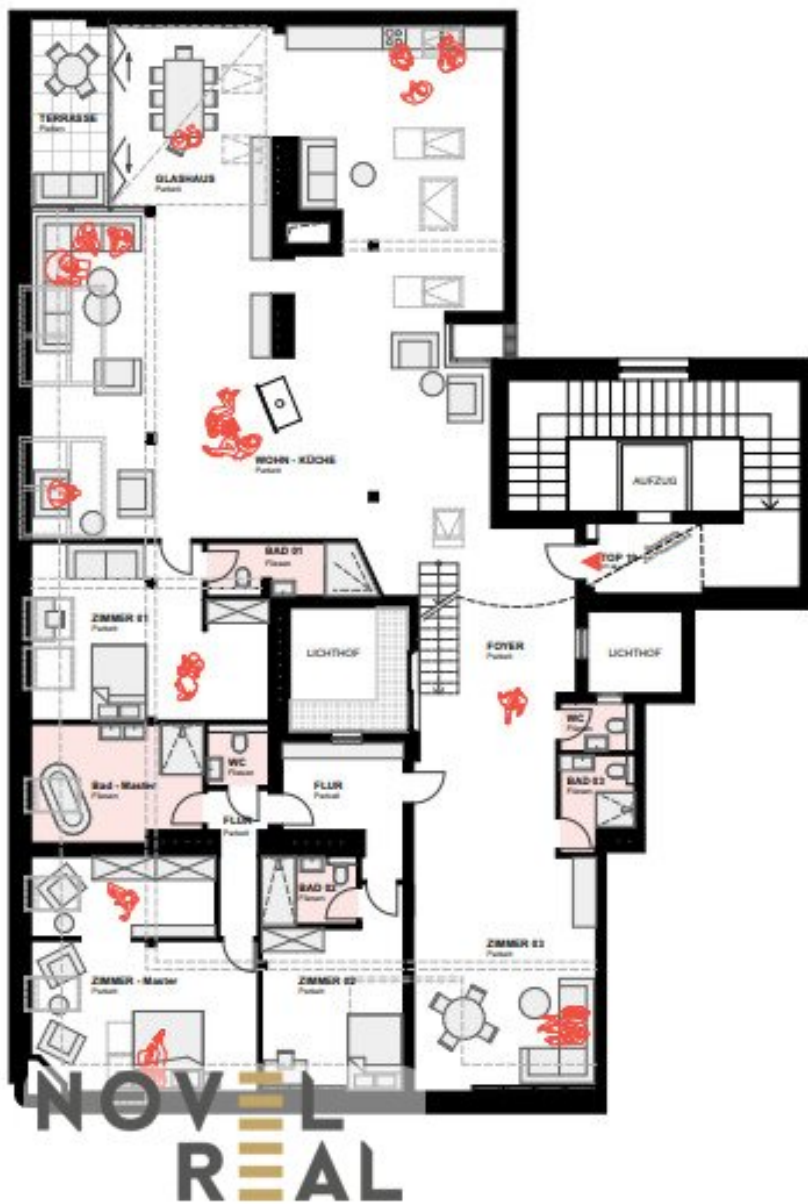 TERRASSE
GLASHAUS
Parkett
WOHN - KÜCHE
Parkett
AUFZUG
BAD 01
Fliesen
TOP
ZIMMER 01
Parkett
LICHTHOF
FOYER
Parkett
LICHTHOF
WC
Fliesen
WC
Fliesen
Bad - Master
Fliesen
FLUR
Parkett
BAD 03
Fliesen
FLUR
Parkett
BAD 02
Fliesen
ZIMMER 03
Parkett
ZIMMER - Master
Parkett
ZIMMER 02
Parkett
NOVEL
REAL